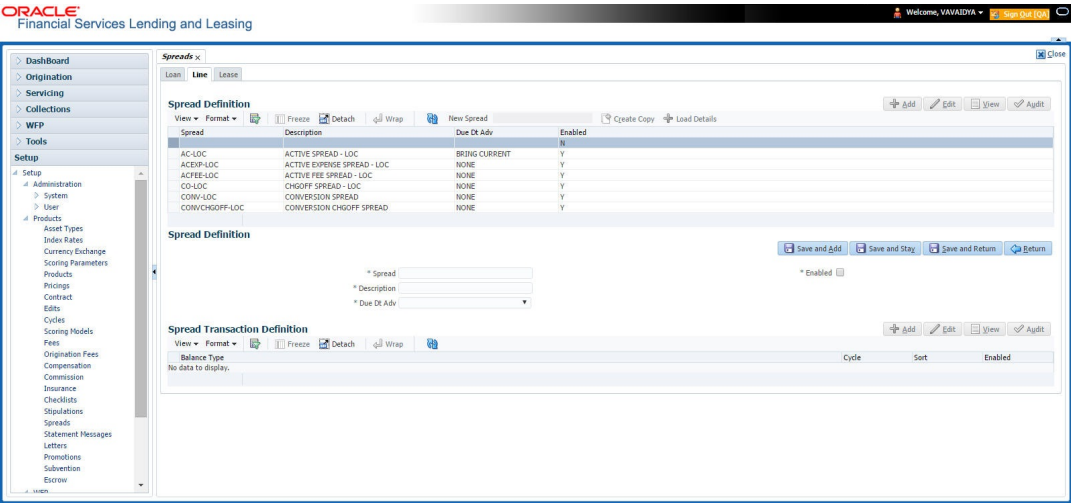 ORACLE
Financial Services Lending and Leasing
Welcome, VAVAIDYA
Sign Out [QA]
DashBoard
Origination
Servicing
Collections
WFP
Tools
Setup
Setup
Administration
System
User
Products
Asset Types
Index Rates
Currency Exchange
Scoring Parameters
Products
Pricings
Contract
Edits
Cycles
Scoring Models
Fees
Origination Fees
Compensation
Commission
Insurance
Checklists
Stipulations
Spreads
Statement Messages
Letters
Promotions
Subvention
Escrow
WFP
Spreads x
Close
Loan Line Lease
Spread Definition
Add Edit View Audit
View Format Freeze Detach Wrap New Spread Create Copy Load Details
Spread Description Due Dt Adv Enabled
N
AC-LOC ACTIVE SPREAD - LOC BRING CURRENT Y
ACEXP-LOC ACTIVE EXPENSE SPREAD - LOC NONE Y
ACFEE-LOC ACTIVE FEE SPREAD - LOC NONE Y
CO-LOC CHGOFF SPREAD - LOC NONE Y
CONV-LOC CONVERSION SPREAD NONE Y
CONVCHGOFF-LOC CONVERSION CHGOFF SPREAD NONE Y
Spread Definition
Save and Add Save and Stay Save and Return Return
* Spread
* Enabled
* Description
* Due Dt Adv
Spread Transaction Definition
Add Edit View Audit
View Format Freeze Detach Wrap
Balance Type Cycle Sort Enabled
No data to display.